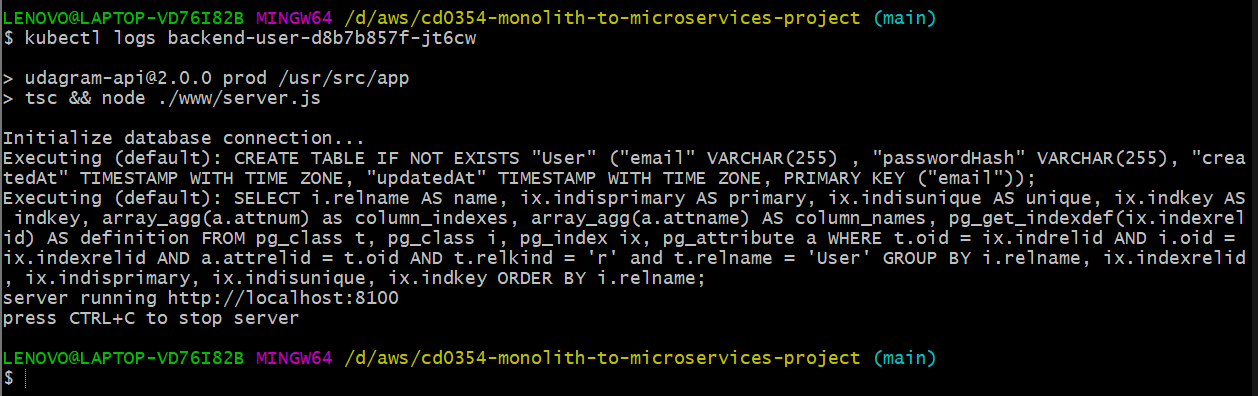 LENOVO@LAPTOP-VD76I82B MINGW64 /d/aws/cd0354-monolith-to-microservices-project (main)
$ kubectl logs backend-user-d8b7b857f-jt6cw
> udagram-api@2.0.0 prod /usr/src/app
> tsc && node ./www/server.js
Initialize database connection...
Executing (default): CREATE TABLE IF NOT EXISTS "User" ("email" VARCHAR(255) , "passwordHash" VARCHAR(255), "crea
tedAt" TIMESTAMP WITH TIME ZONE, "updatedAt" TIMESTAMP WITH TIME ZONE, PRIMARY KEY ("email"));
Executing (default): SELECT i.relname AS name, ix.indisprimary AS primary, ix.indisunique AS unique, ix.indkey AS
 indkey, array_agg(a.attnum) as column_indexes, array_agg(a.attname) AS column_names, pg_get_indexdef(ix.indexrel
id) AS definition FROM pg_class t, pg_class i, pg_index ix, pg_attribute a WHERE t.oid = ix.indrelid AND i.oid =
ix.indexrelid AND a.attrelid = t.oid AND t.relkind = 'r' and t.relname = 'User' GROUP BY i.relname, ix.indexrelid
, ix.indisprimary, ix.indisunique, ix.indkey ORDER BY i.relname;
server running http://localhost:8100
press CTRL+C to stop server
LENOVO@LAPTOP-VD76I82B MINGW64 /d/aws/cd0354-monolith-to-microservices-project (main)
$